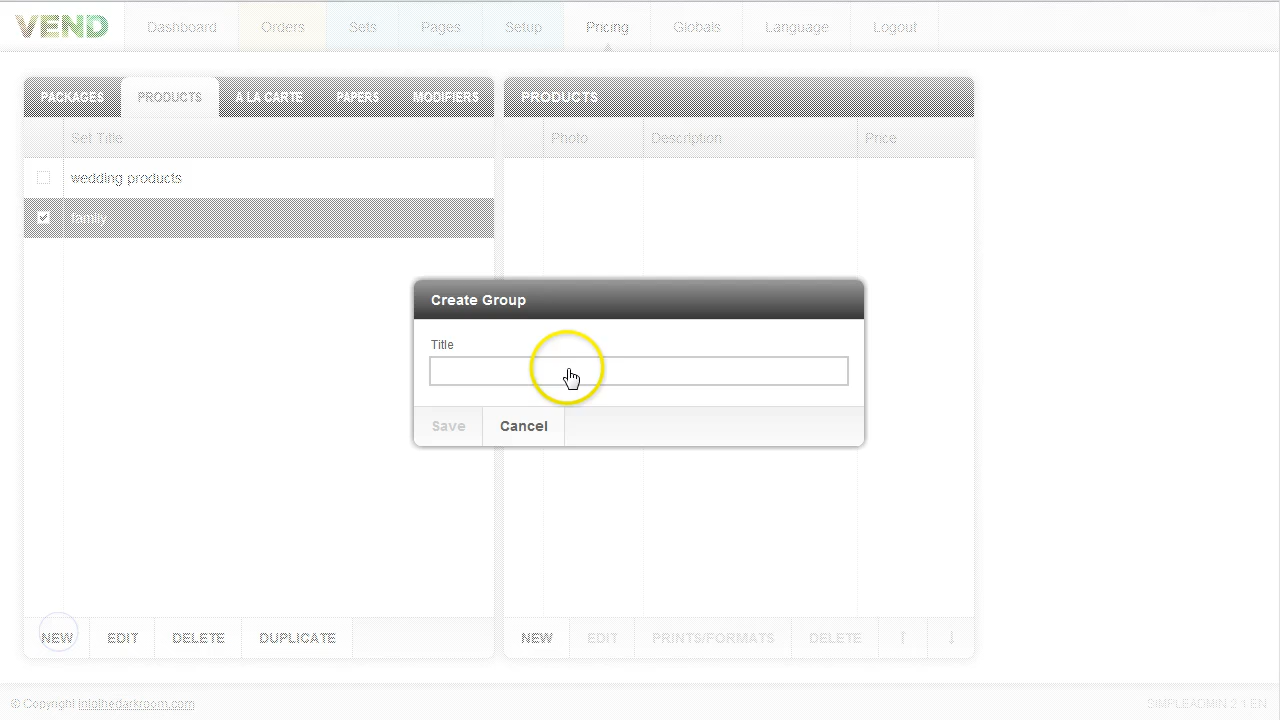 VEND Dashboard Orders Sets Pages Setup Pricing Globals Language Logout
PACKAGES PRODUCTS A LA CARTE PAPERS MODIFIERS PRODUCTS
Set Title Photo Description Price
wedding products
family
Create Group
Title
Save Cancel
NEW EDIT DELETE DUPLICATE NEW EDIT PRINTS/FORMATS DELETE ↑ ↓
© Copyright intothedarkroom.com SIMPLEADMIN 2.1 EN